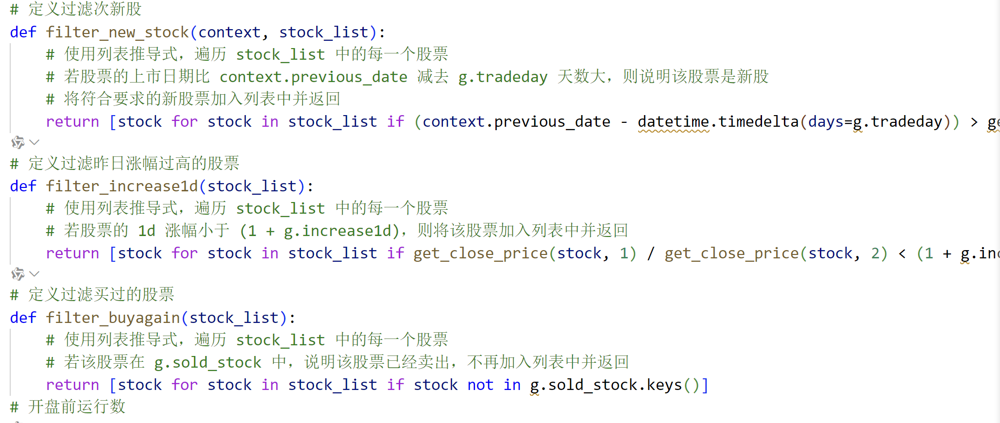 # 定义过滤次新股
def filter_new_stock(context, stock_list):
    # 使用列表推导式，遍历 stock_list 中的每一个股票
    # 若股票的上市日期比 context.previous_date 减去 g.tradeday 天数大，则说明该股票是新股
    # 将符合要求的新股票加入列表中并返回
    return [stock for stock in stock_list if (context.previous_date - datetime.timedelta(days=g.tradeday)) > ge
# 定义过滤昨日涨幅过高的股票
def filter_increase1d(stock_list):
    # 使用列表推导式，遍历 stock_list 中的每一个股票
    # 若股票的 1d 涨幅小于 (1 + g.increase1d)，则将该股票加入列表中并返回
    return [stock for stock in stock_list if get_close_price(stock, 1) / get_close_price(stock, 2) < (1 + g.inc
# 定义过滤买过的股票
def filter_buyagain(stock_list):
    # 使用列表推导式，遍历 stock_list 中的每一个股票
    # 若该股票在 g.sold_stock 中，说明该股票已经卖出，不再加入列表中并返回
    return [stock for stock in stock_list if stock not in g.sold_stock.keys()]
# 开盘前运行数